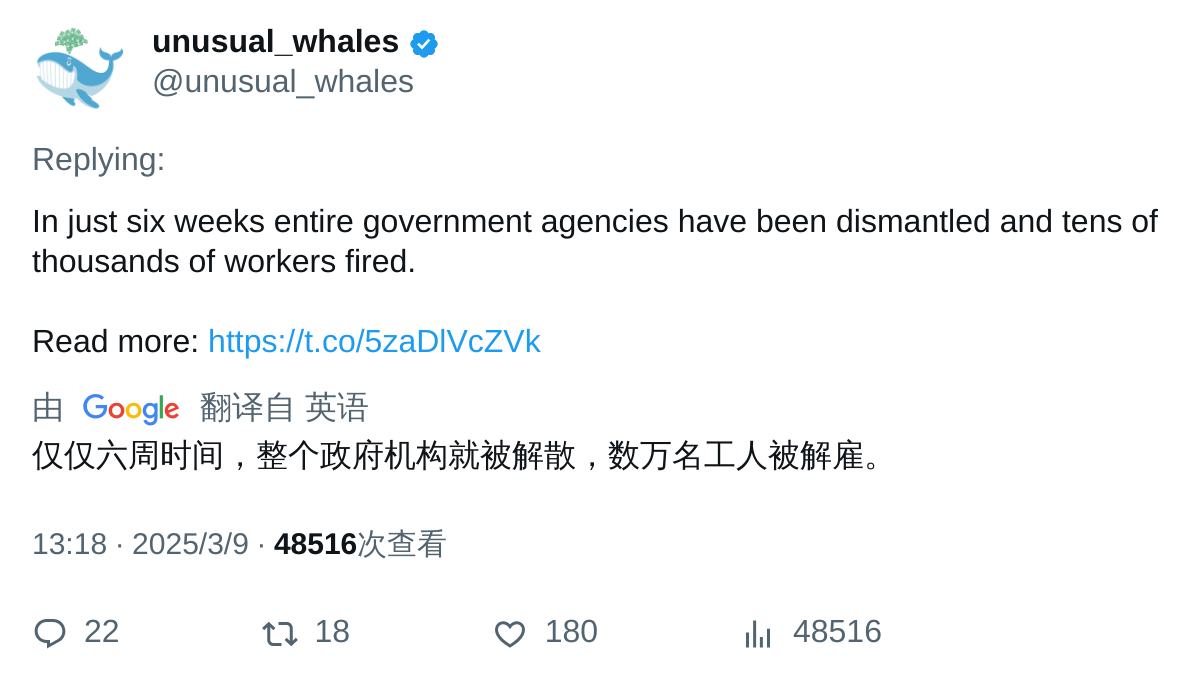 unusual_whales
@unusual_whales
Replying:
In just six weeks entire government agencies have been dismantled and tens of
thousands of workers fired.
Read more: https://t.co/5zaDlVcZVk
由 Google 翻译自 英语
仅仅六周时间，整个政府机构就被解散，数万名工人被解雇。
13:18 · 2025/3/9 · 48516次查看
22 18 180 48516